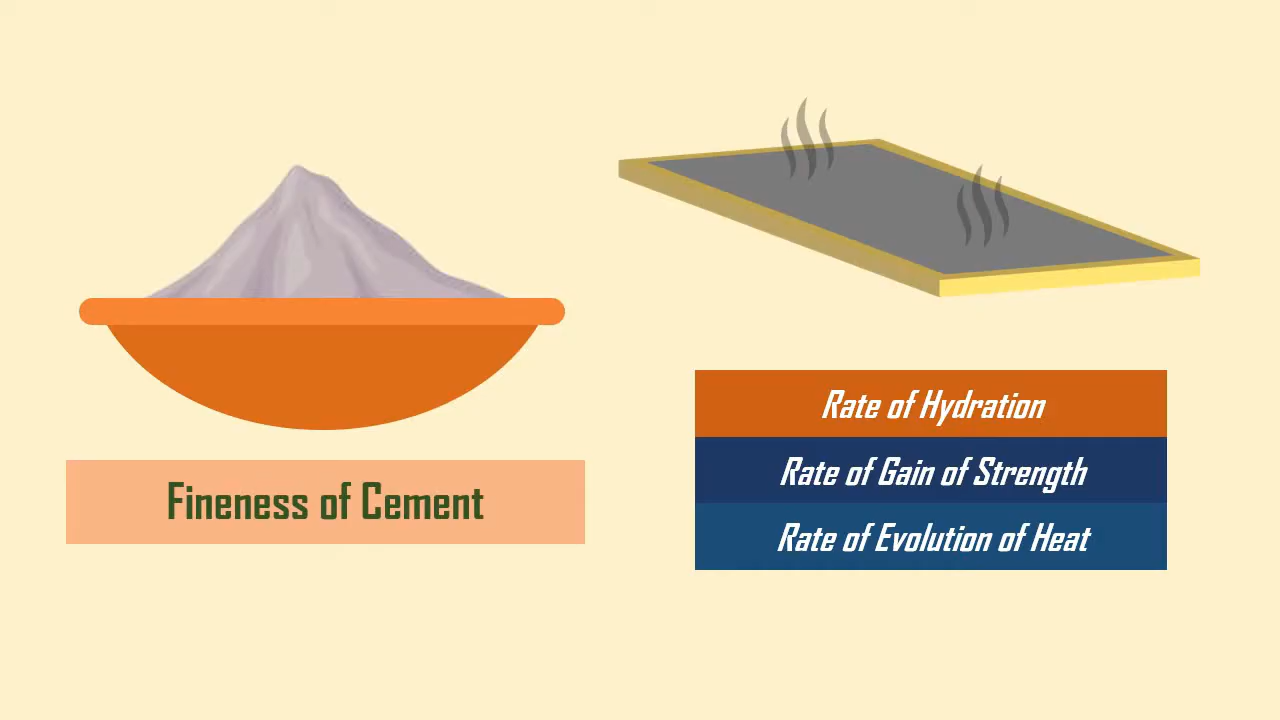 Fineness of Cement
Rate of Hydration
Rate of Gain of Strength
Rate of Evolution of Heat